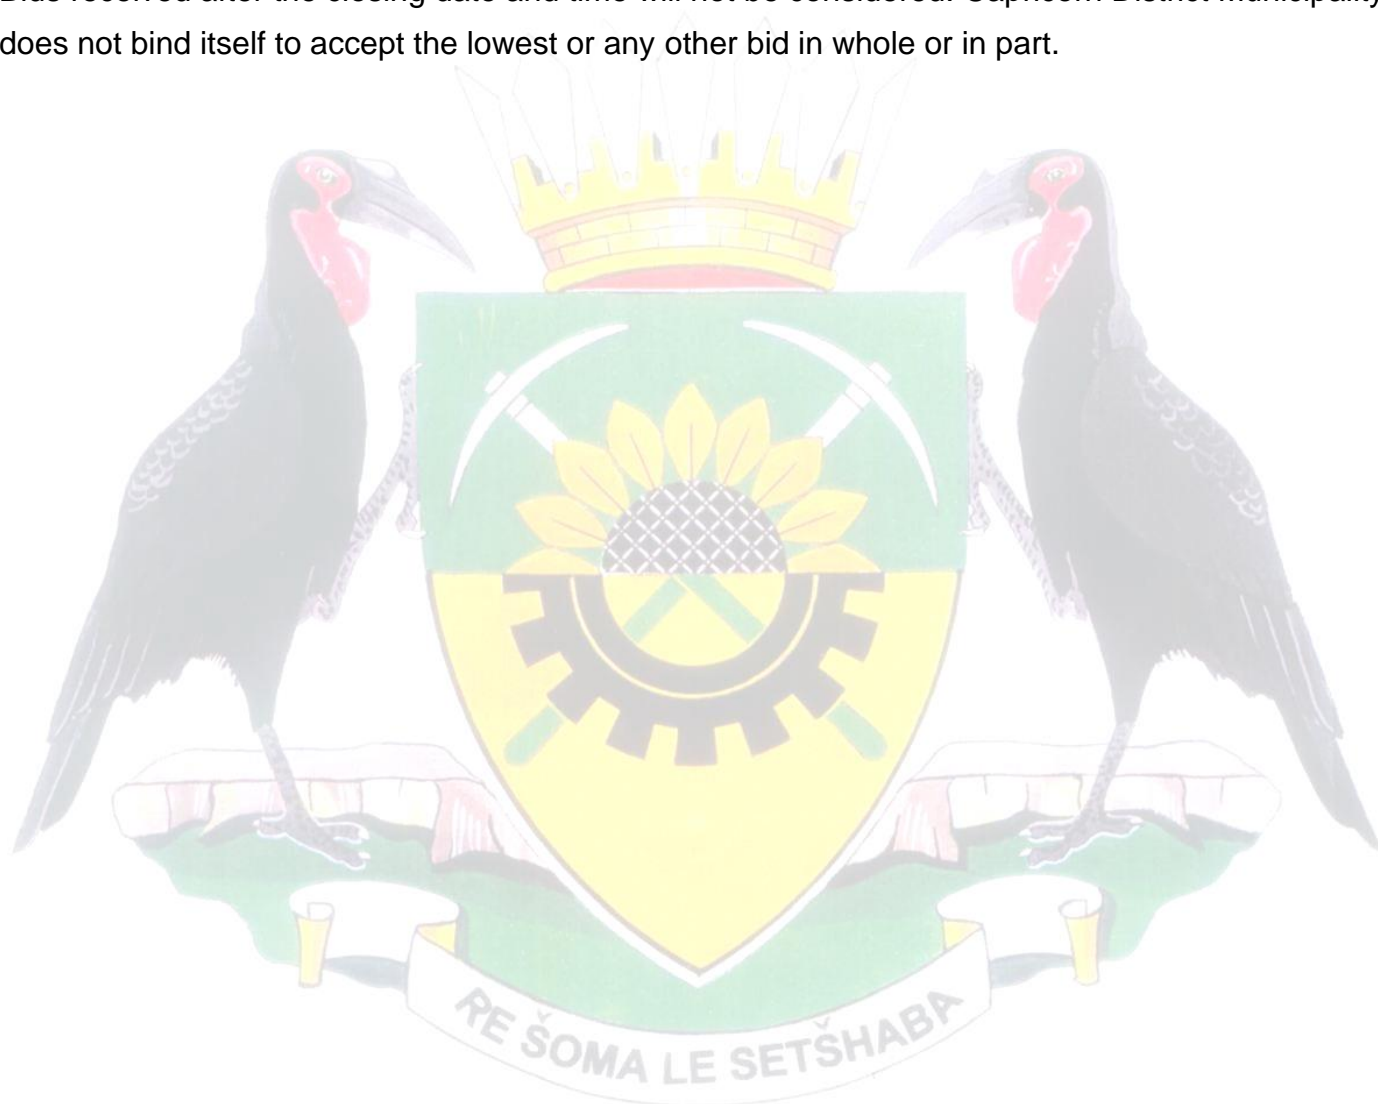 Bids received after the closing date and time will not be considered. Capricorn District Municipality
does not bind itself to accept the lowest or any other bid in whole or in part.
RE ŠOMA LE SETŠHABA